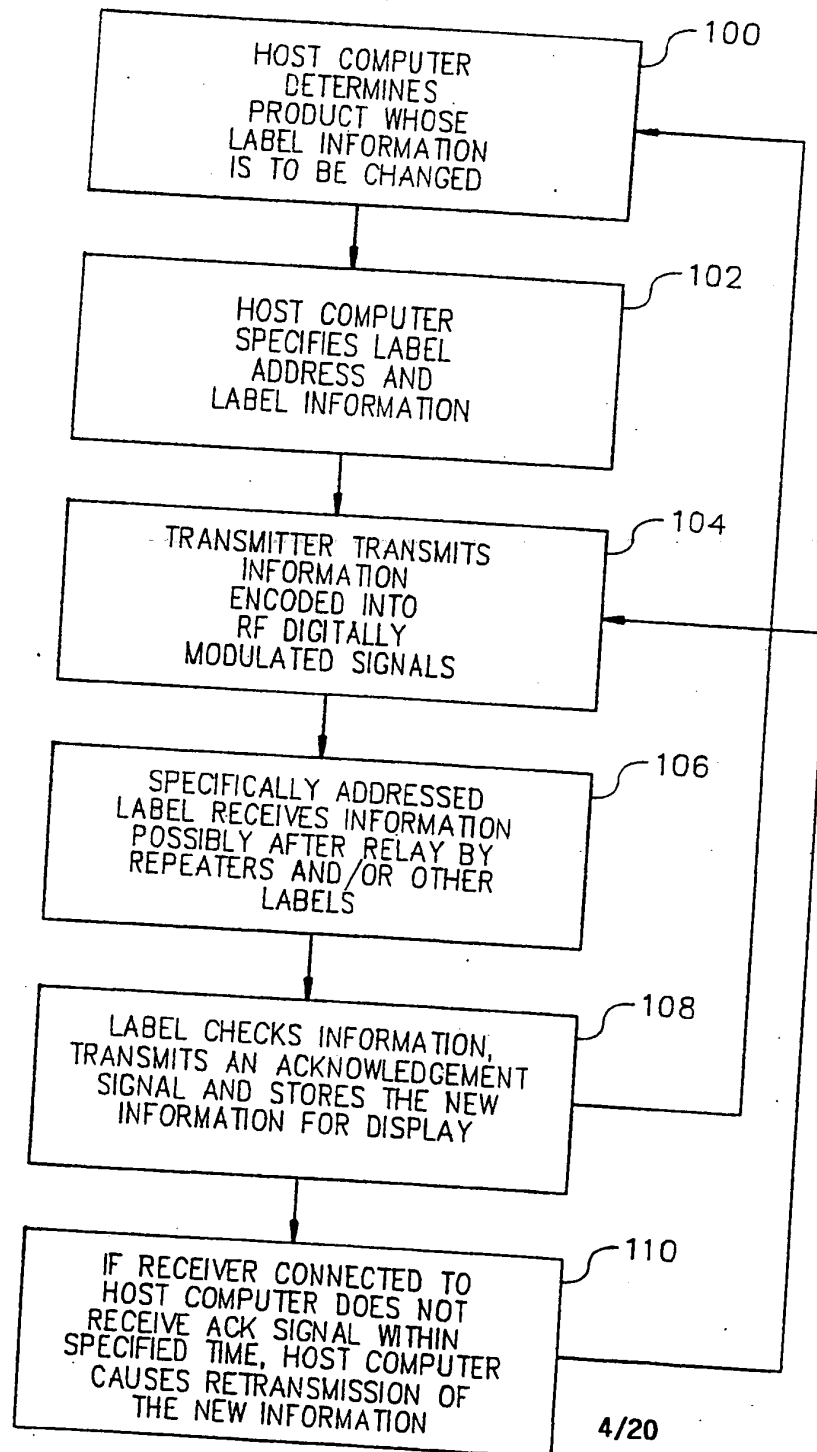 100
HOST COMPUTER
DETERMINES
PRODUCT WHOSE
LABEL INFORMATION
IS TO BE CHANGED
102
HOST COMPUTER
SPECIFIES LABEL
ADDRESS AND
LABEL INFORMATION
104
TRANSMITTER TRANSMITS
INFORMATION
ENCODED INTO
RF DIGITALLY
MODULATED SIGNALS
106
SPECIFICALLY ADDRESSED
LABEL RECEIVES INFORMATION
POSSIBLY AFTER RELAY BY
REPEATERS AND/OR OTHER
LABELS
108
LABEL CHECKS INFORMATION,
TRANSMITS AN ACKNOWLEDGEMENT
SIGNAL AND STORES THE NEW
INFORMATION FOR DISPLAY
110
IF RECEIVER CONNECTED TO
HOST COMPUTER DOES NOT
RECEIVE ACK SIGNAL WITHIN
SPECIFIED TIME, HOST COMPUTER
CAUSES RETRANSMISSION OF
THE NEW INFORMATION
4/20